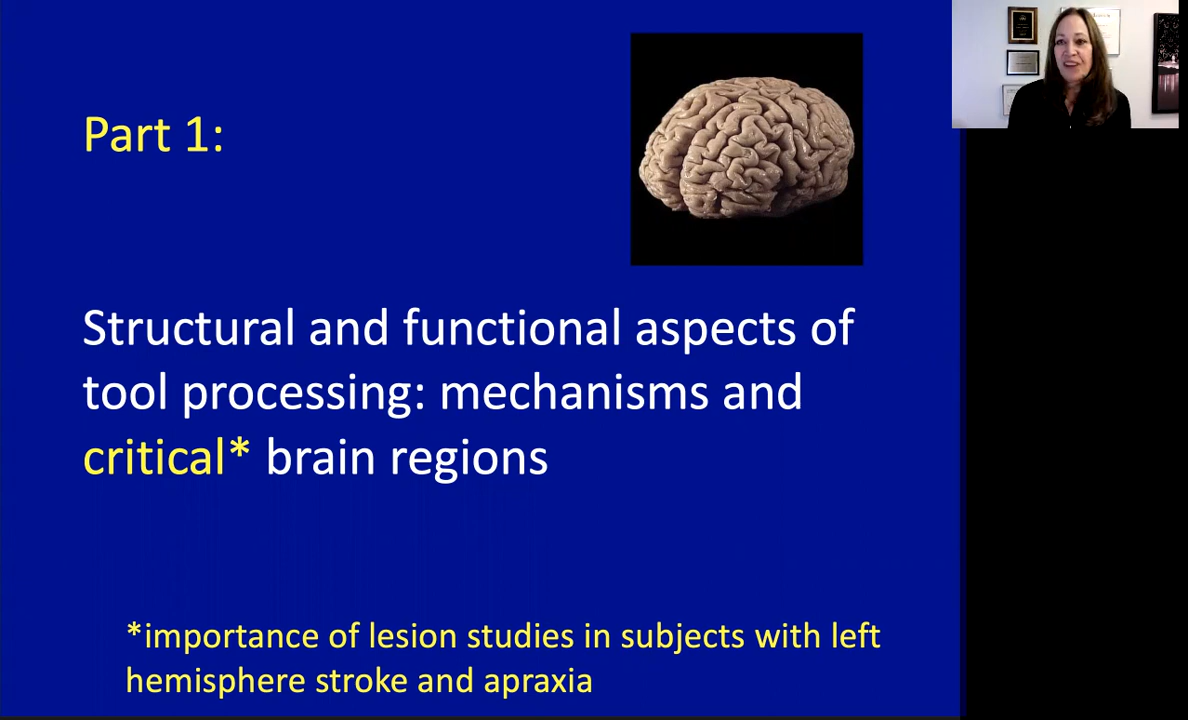 Part 1:
Structural and functional aspects of
tool processing: mechanisms and
critical* brain regions
*importance of lesion studies in subjects with left
hemisphere stroke and apraxia